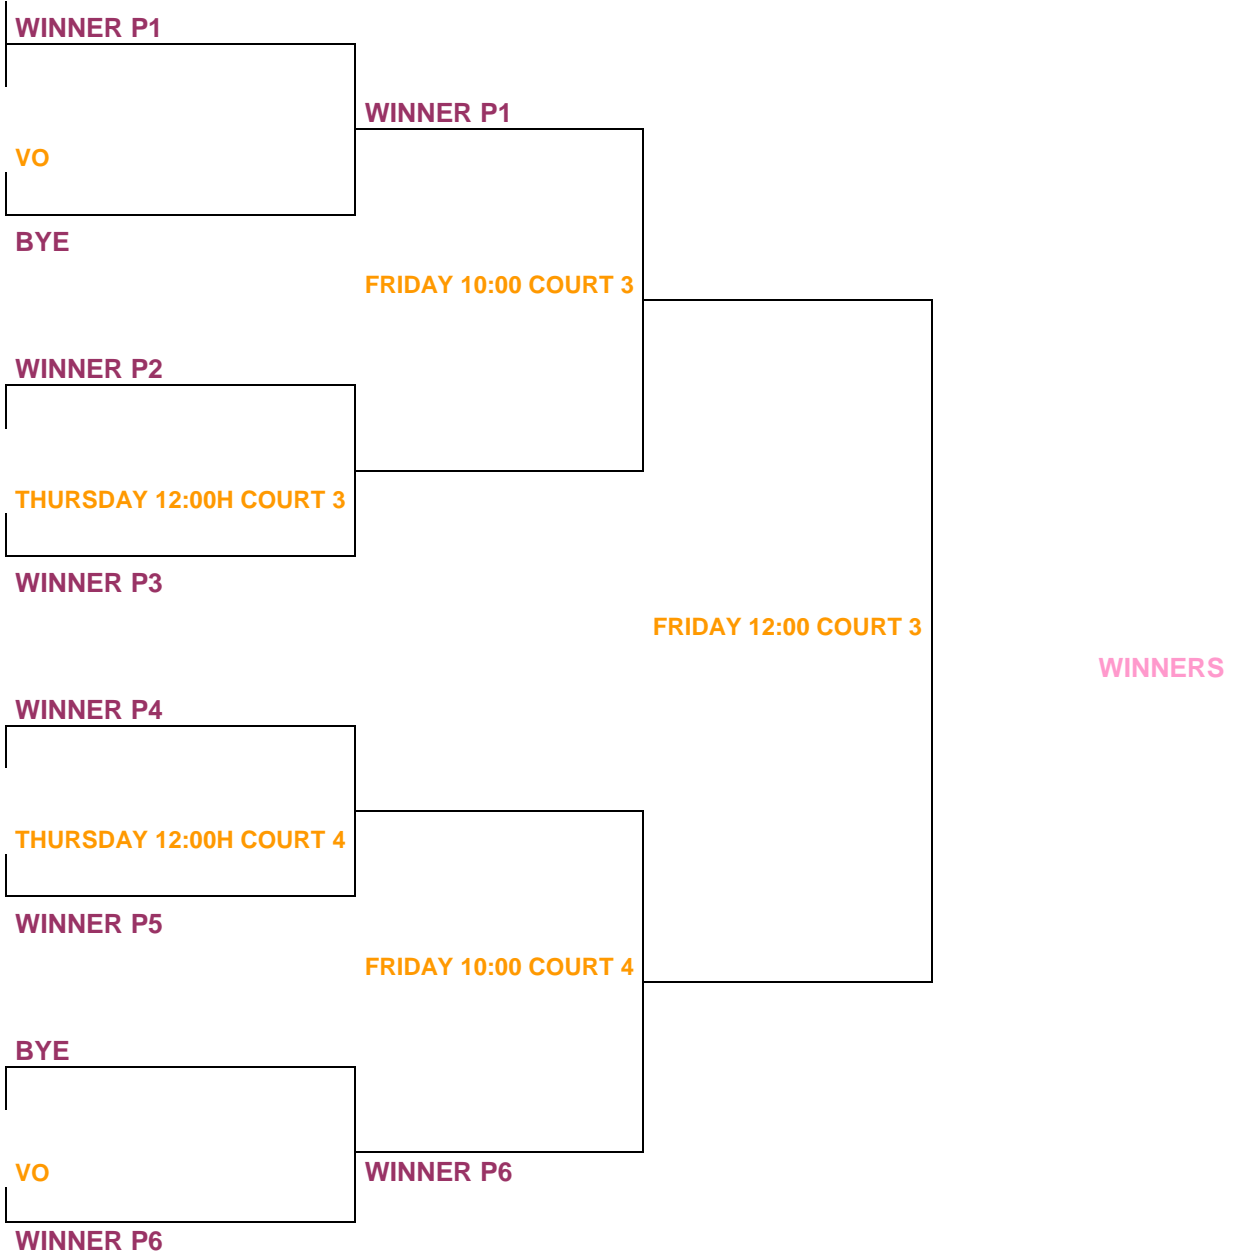 WINNER P1
WINNER P1
VO
BYE
FRIDAY 10:00 COURT 3
WINNER P2
THURSDAY 12:00H COURT 3
WINNER P3
FRIDAY 12:00 COURT 3
WINNERS
WINNER P4
THURSDAY 12:00H COURT 4
WINNER P5
FRIDAY 10:00 COURT 4
BYE
VO
WINNER P6
WINNER P6